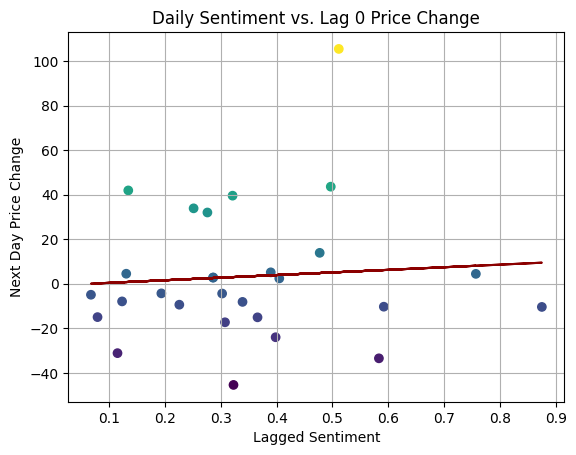 Daily Sentiment vs. Lag 0 Price Change
Next Day Price Change
100
80
60
40
20
0
−20
−40
0.1 0.2 0.3 0.4 0.5 0.6 0.7 0.8 0.9
Lagged Sentiment